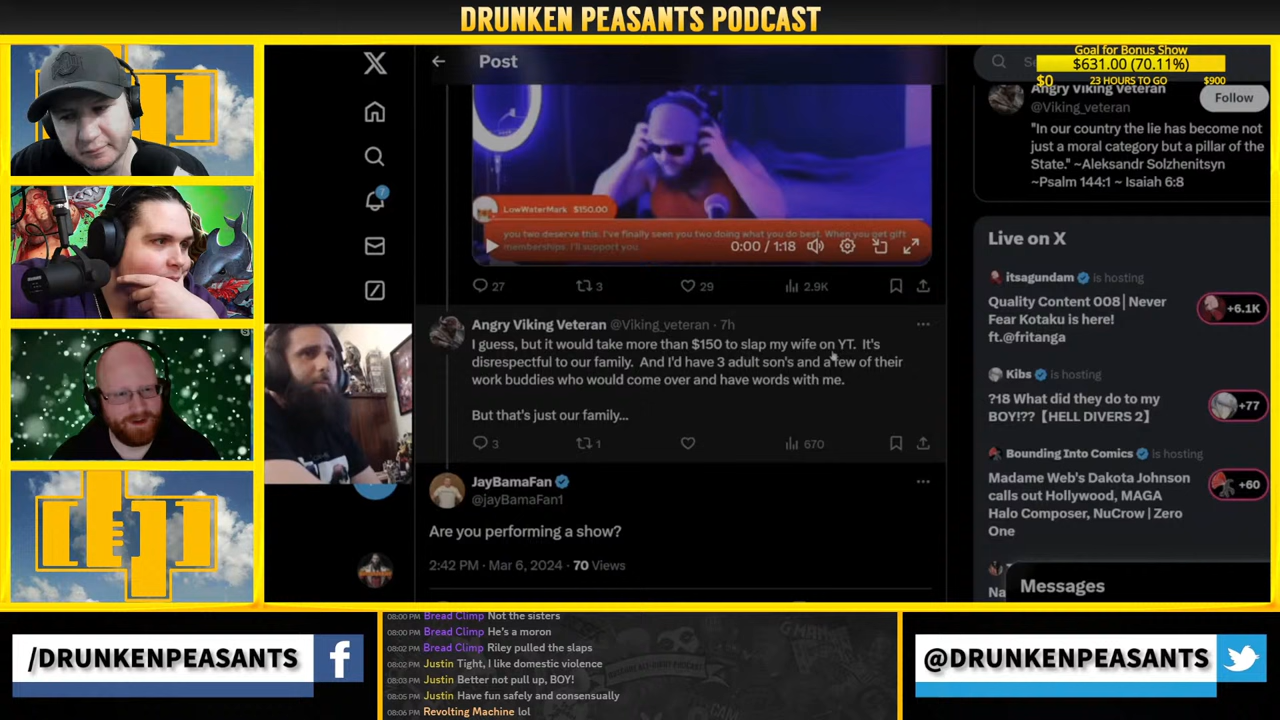 DRUNKEN PEASANTS PODCAST
Goal for Bonus Show
$631.00 (70.11%)
$0 23 HOURS TO GO $900
Post
LowWaterMark $150.00
you two deserve this: I've finally seen you two doing what you do best. When you get gift
memberships. I'll support you
0:00 / 1:18
27 3 29 2.9K
Angry Viking Veteran @Viking_veteran · 7h
I guess, but it would take more than $150 to slap my wife on YT. It's
disrespectful to our family. And I'd have 3 adult son's and a few of their
work buddies who would come over and have words with me.
But that's just our family...
3 1 670
JayBamaFan
@jayBamaFan1
Are you performing a show?
2:42 PM · Mar 6, 2024 · 70 Views
7
Angry Viking Veteran
@Viking_veteran
Follow
"In our country the lie has become not
just a moral category but a pillar of the
State." ~Aleksandr Solzhenitsyn
~Psalm 144:1 ~ Isaiah 6:8
Live on X
itsagundam is hosting
Quality Content 008 | Never
Fear Kotaku is here!
ft.@fritanga
+6.1K
Kibs is hosting
?18 What did they do to my
BOY!?? 【HELL DIVERS 2】
+77
Bounding Into Comics is hosting
Madame Web's Dakota Johnson
calls out Hollywood, MAGA
Halo Composer, NuCrow | Zero
One
+60
Na
Messages
/DRUNKENPEASANTS
08:00 PM Bread Climp Not the sisters
08:00 PM Bread Climp He's a moron
08:02 PM Bread Climp Riley pulled the slaps
08:02 PM Justin Tight, I like domestic violence
08:03 PM Justin Better not pull up, BOY!
08:05 PM Justin Have fun safely and consensually
08:06 PM Revolting Machine lol
@DRUNKENPEASANTS